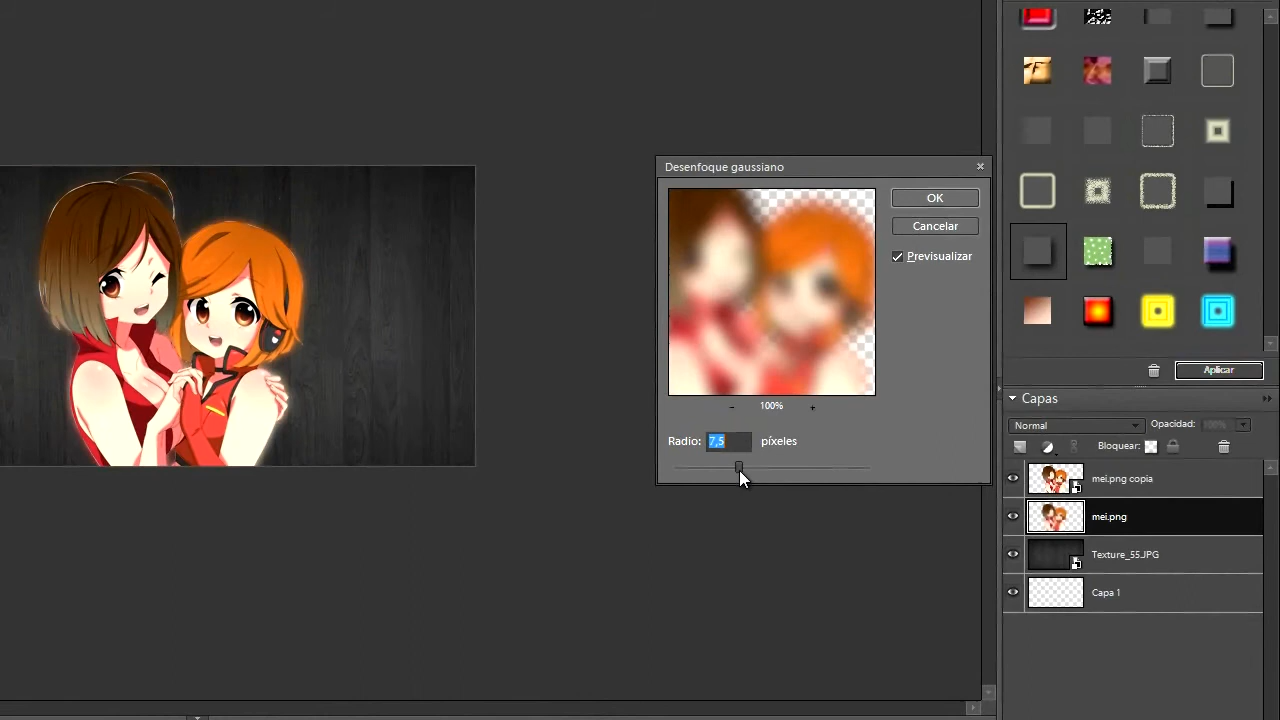 Desenfoque gaussiano
OK
Cancelar
Previsualizar
100%
Radio: 7,5 píxeles
Aplicar
Capas
Normal Opacidad: 100%
Bloquear:
mei.png copia
mei.png
Texture_55.JPG
Capa 1